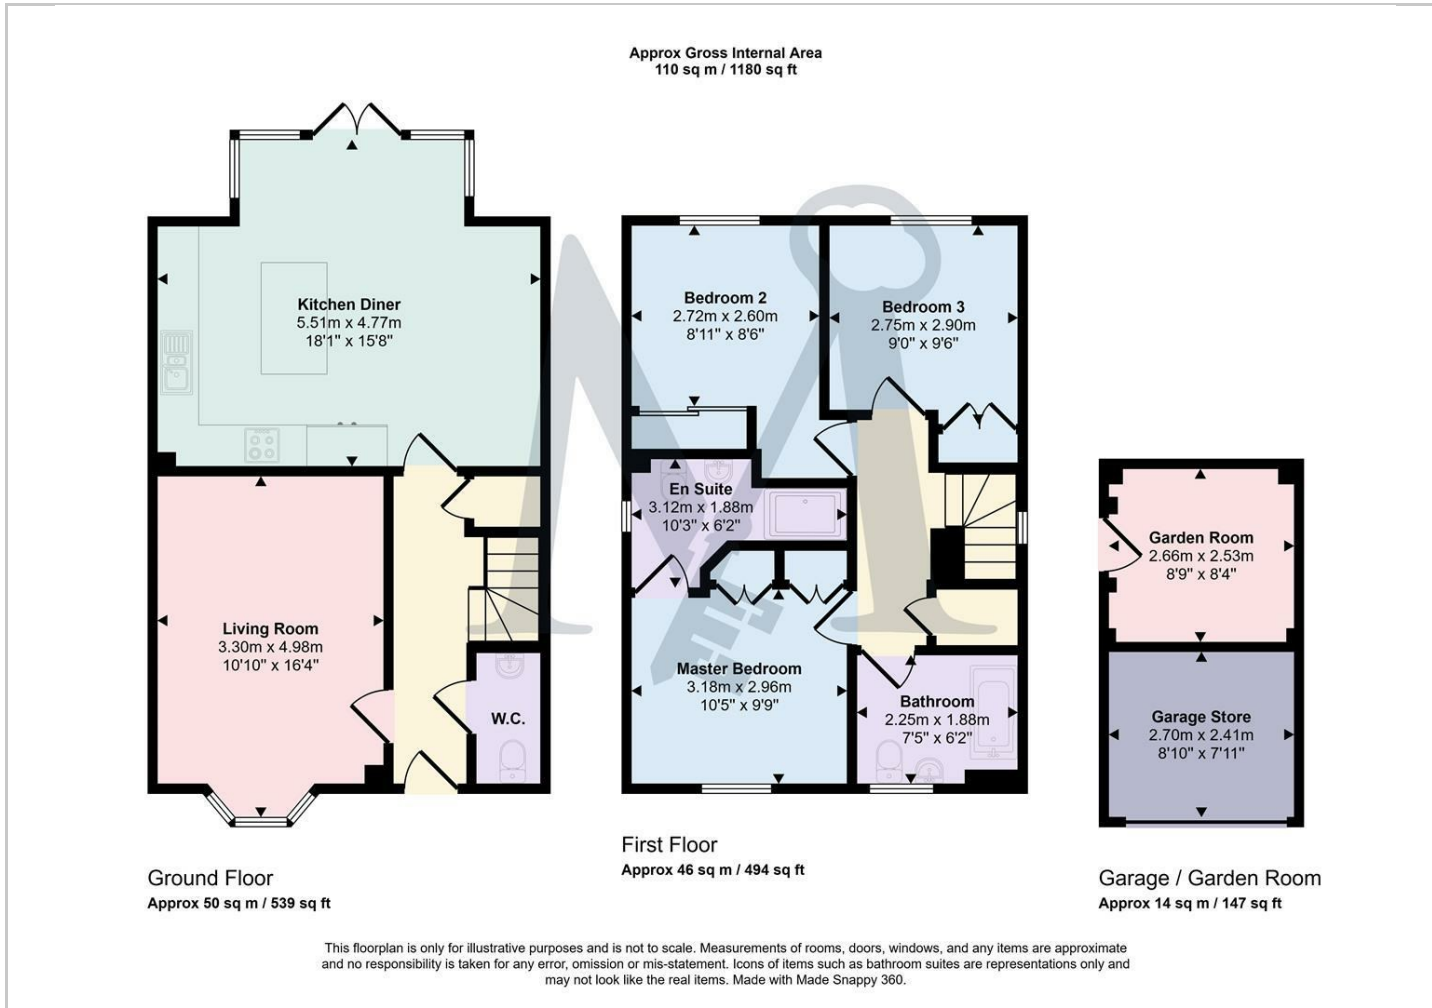 Approx Gross Internal Area
110 sq m / 1180 sq ft
Kitchen Diner
5.51m x 4.77m
18'1" x 15'8"
Living Room
3.30m x 4.98m
10'10" x 16'4"
W.C.
Ground Floor
Approx 50 sq m / 539 sq ft
Bedroom 2
2.72m x 2.60m
8'11" x 8'6"
Bedroom 3
2.75m x 2.90m
9'0" x 9'6"
En Suite
3.12m x 1.88m
10'3" x 6'2"
Master Bedroom
3.18m x 2.96m
10'5" x 9'9"
Bathroom
2.25m x 1.88m
7'5" x 6'2"
First Floor
Approx 46 sq m / 494 sq ft
Garden Room
2.66m x 2.53m
8'9" x 8'4"
Garage Store
2.70m x 2.41m
8'10" x 7'11"
Garage / Garden Room
Approx 14 sq m / 147 sq ft
This floorplan is only for illustrative purposes and is not to scale. Measurements of rooms, doors, windows, and any items are approximate
and no responsibility is taken for any error, omission or mis-statement. Icons of items such as bathroom suites are representations only and
may not look like the real items. Made with Made Snappy 360.